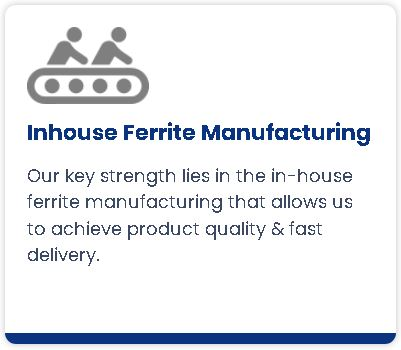 Inhouse Ferrite Manufacturing
Our key strength lies in the in-house
ferrite manufacturing that allows us
to achieve product quality & fast
delivery.